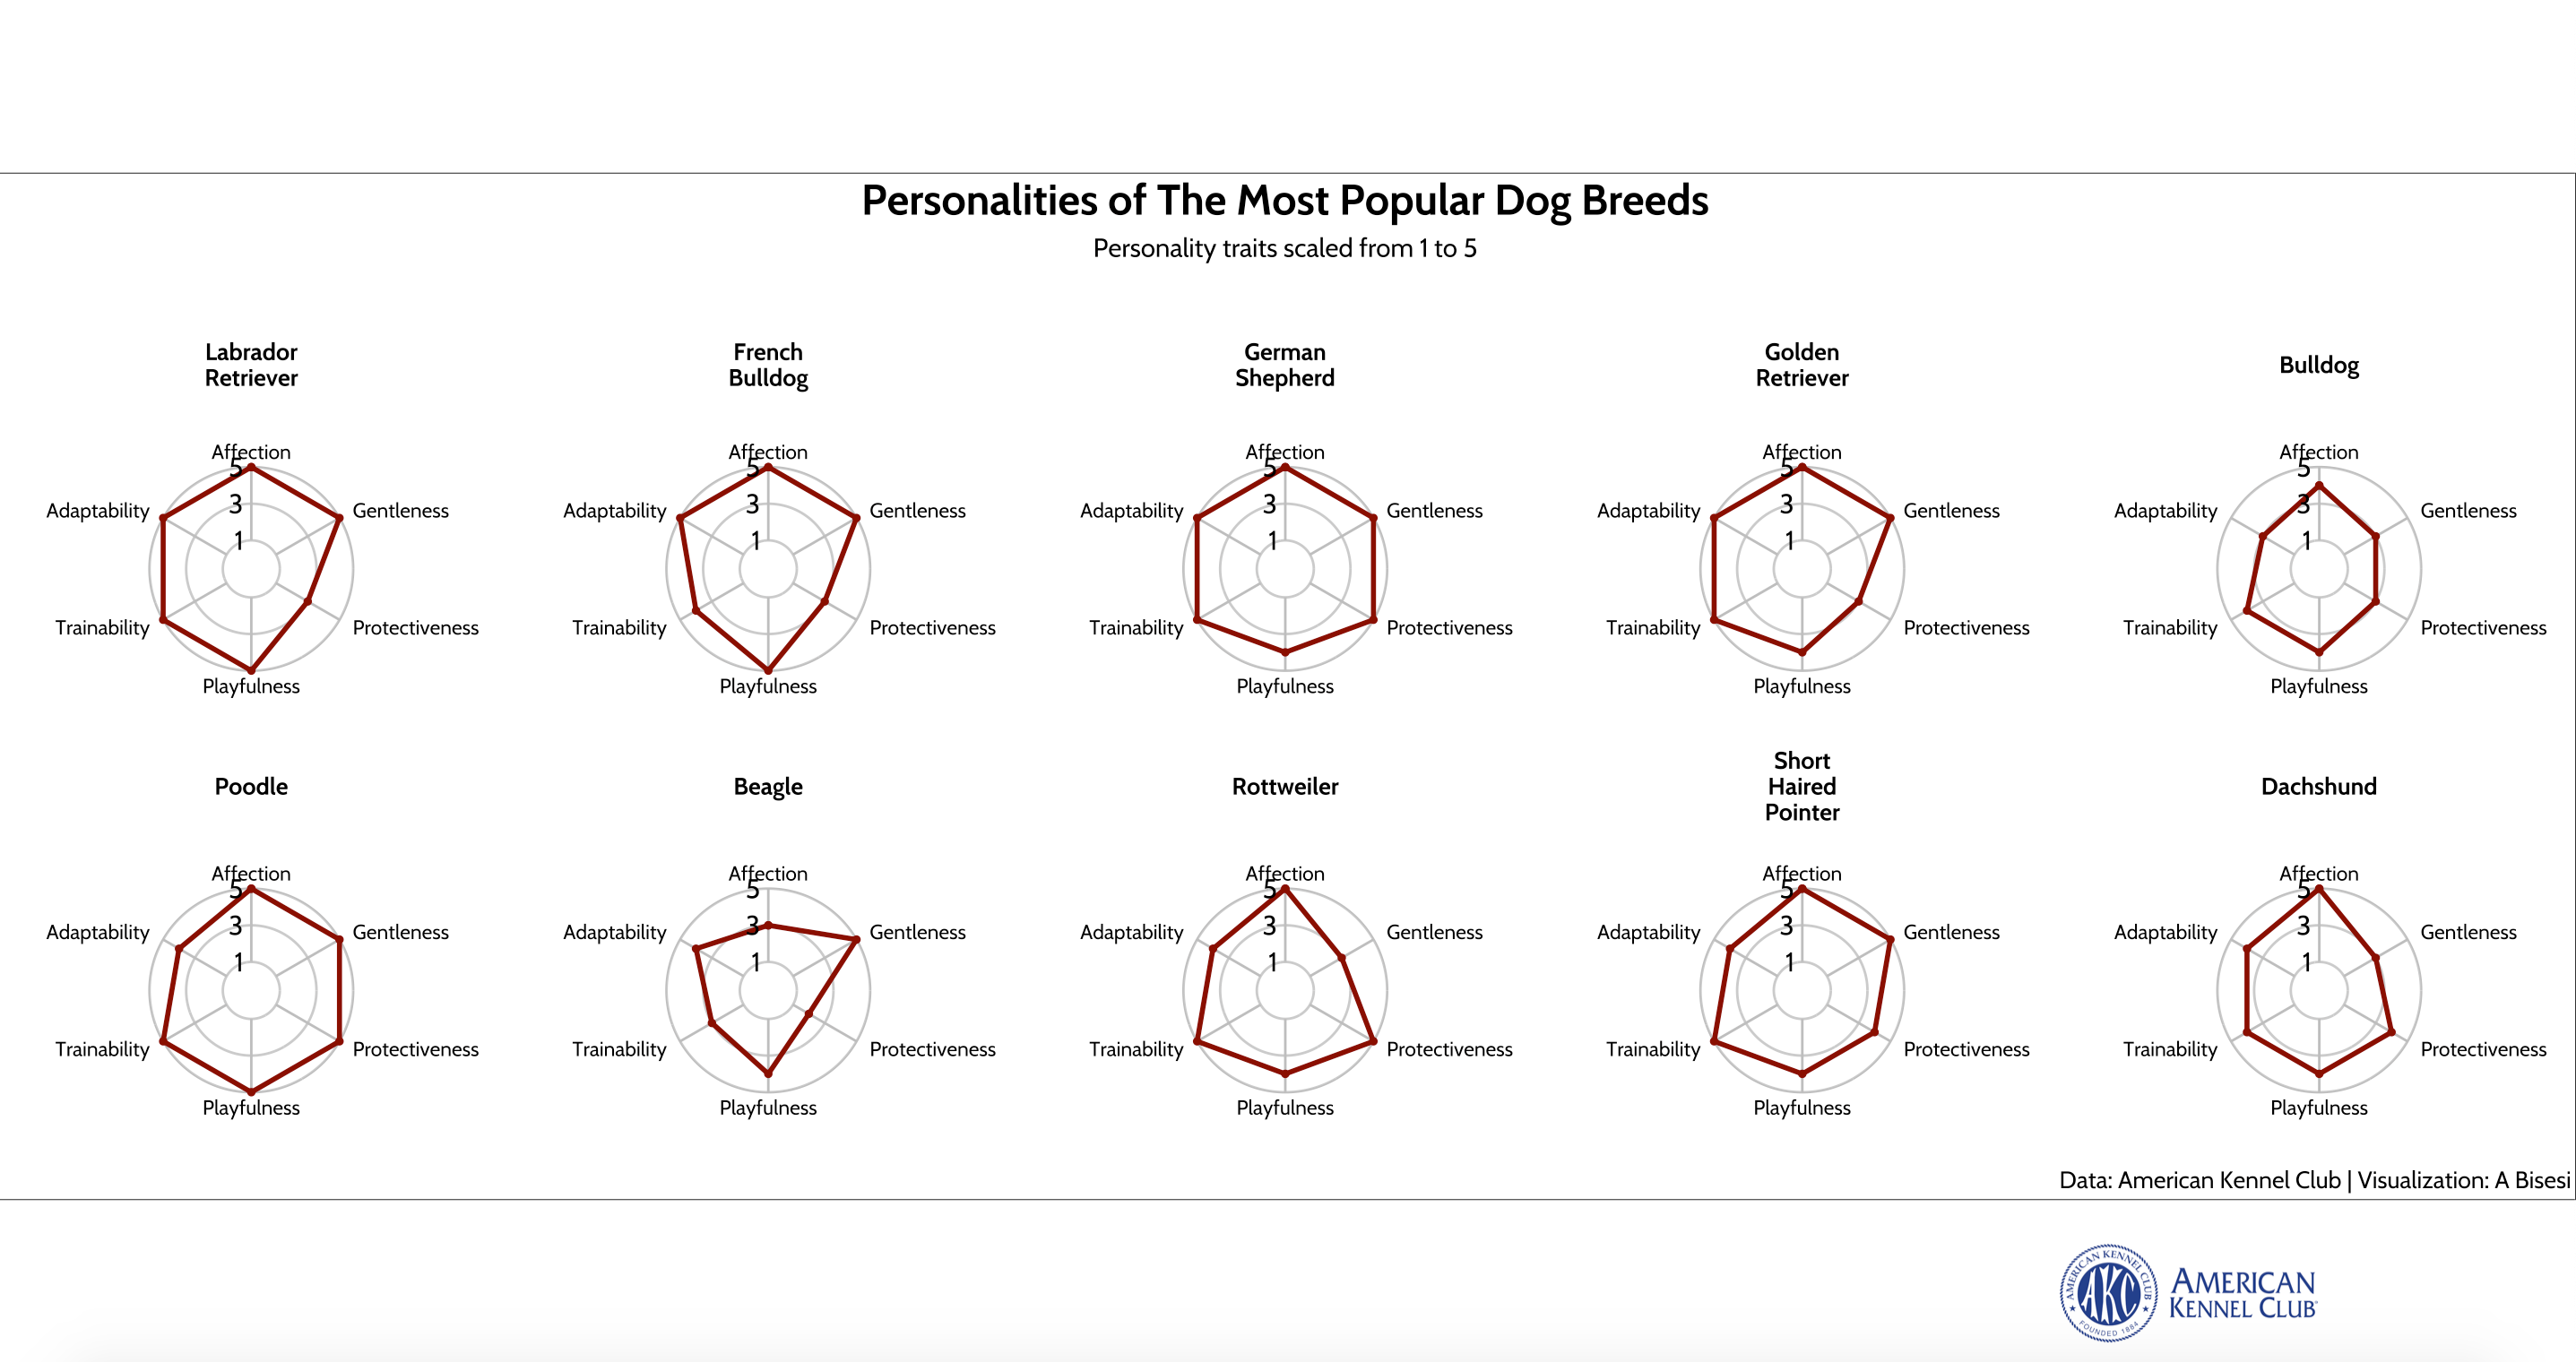 Personalities of The Most Popular Dog Breeds
Personality traits scaled from 1 to 5
Labrador
Retriever
Affection
5
3
1
Adaptability
Gentleness
Trainability
Protectiveness
Playfulness
French
Bulldog
Affection
5
3
1
Adaptability
Gentleness
Trainability
Protectiveness
Playfulness
German
Shepherd
Affection
5
3
1
Adaptability
Gentleness
Trainability
Protectiveness
Playfulness
Golden
Retriever
Affection
5
3
1
Adaptability
Gentleness
Trainability
Protectiveness
Playfulness
Bulldog
Affection
5
3
1
Adaptability
Gentleness
Trainability
Protectiveness
Playfulness
Poodle
Affection
5
3
1
Adaptability
Gentleness
Trainability
Protectiveness
Playfulness
Beagle
Affection
5
3
1
Adaptability
Gentleness
Trainability
Protectiveness
Playfulness
Rottweiler
Affection
5
3
1
Adaptability
Gentleness
Trainability
Protectiveness
Playfulness
Short
Haired
Pointer
Affection
5
3
1
Adaptability
Gentleness
Trainability
Protectiveness
Playfulness
Dachshund
Affection
5
3
1
Adaptability
Gentleness
Trainability
Protectiveness
Playfulness
Data: American Kennel Club | Visualization: A Bisesi
AMERICAN KENNEL CLUB
AKC
FOUNDED 1884
AMERICAN
KENNEL CLUB